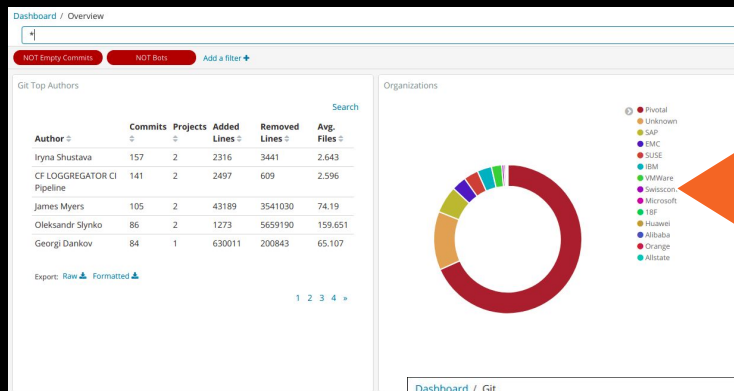 Dashboard / Overview
*
NOT Empty Commits NOT Bots Add a filter +
Git Top Authors
Search
Author Commits Projects Added Lines Removed Lines Avg. Files
Iryna Shustava 157 2 2316 3441 2.643
CF LOGGREGATOR CI Pipeline 141 2 2497 609 2.596
James Myers 105 2 43189 3541030 74.19
Oleksandr Slynko 86 2 1273 5659190 159.651
Georgi Dankov 84 1 630011 200843 65.107
Export: Raw Formatted
1 2 3 4 »
Organizations
Pivotal
Unknown
SAP
EMC
SUSE
IBM
VMWare
Swisscon.
Microsoft
18F
Huawei
Alibaba
Orange
Allstate
Dashboard / Git